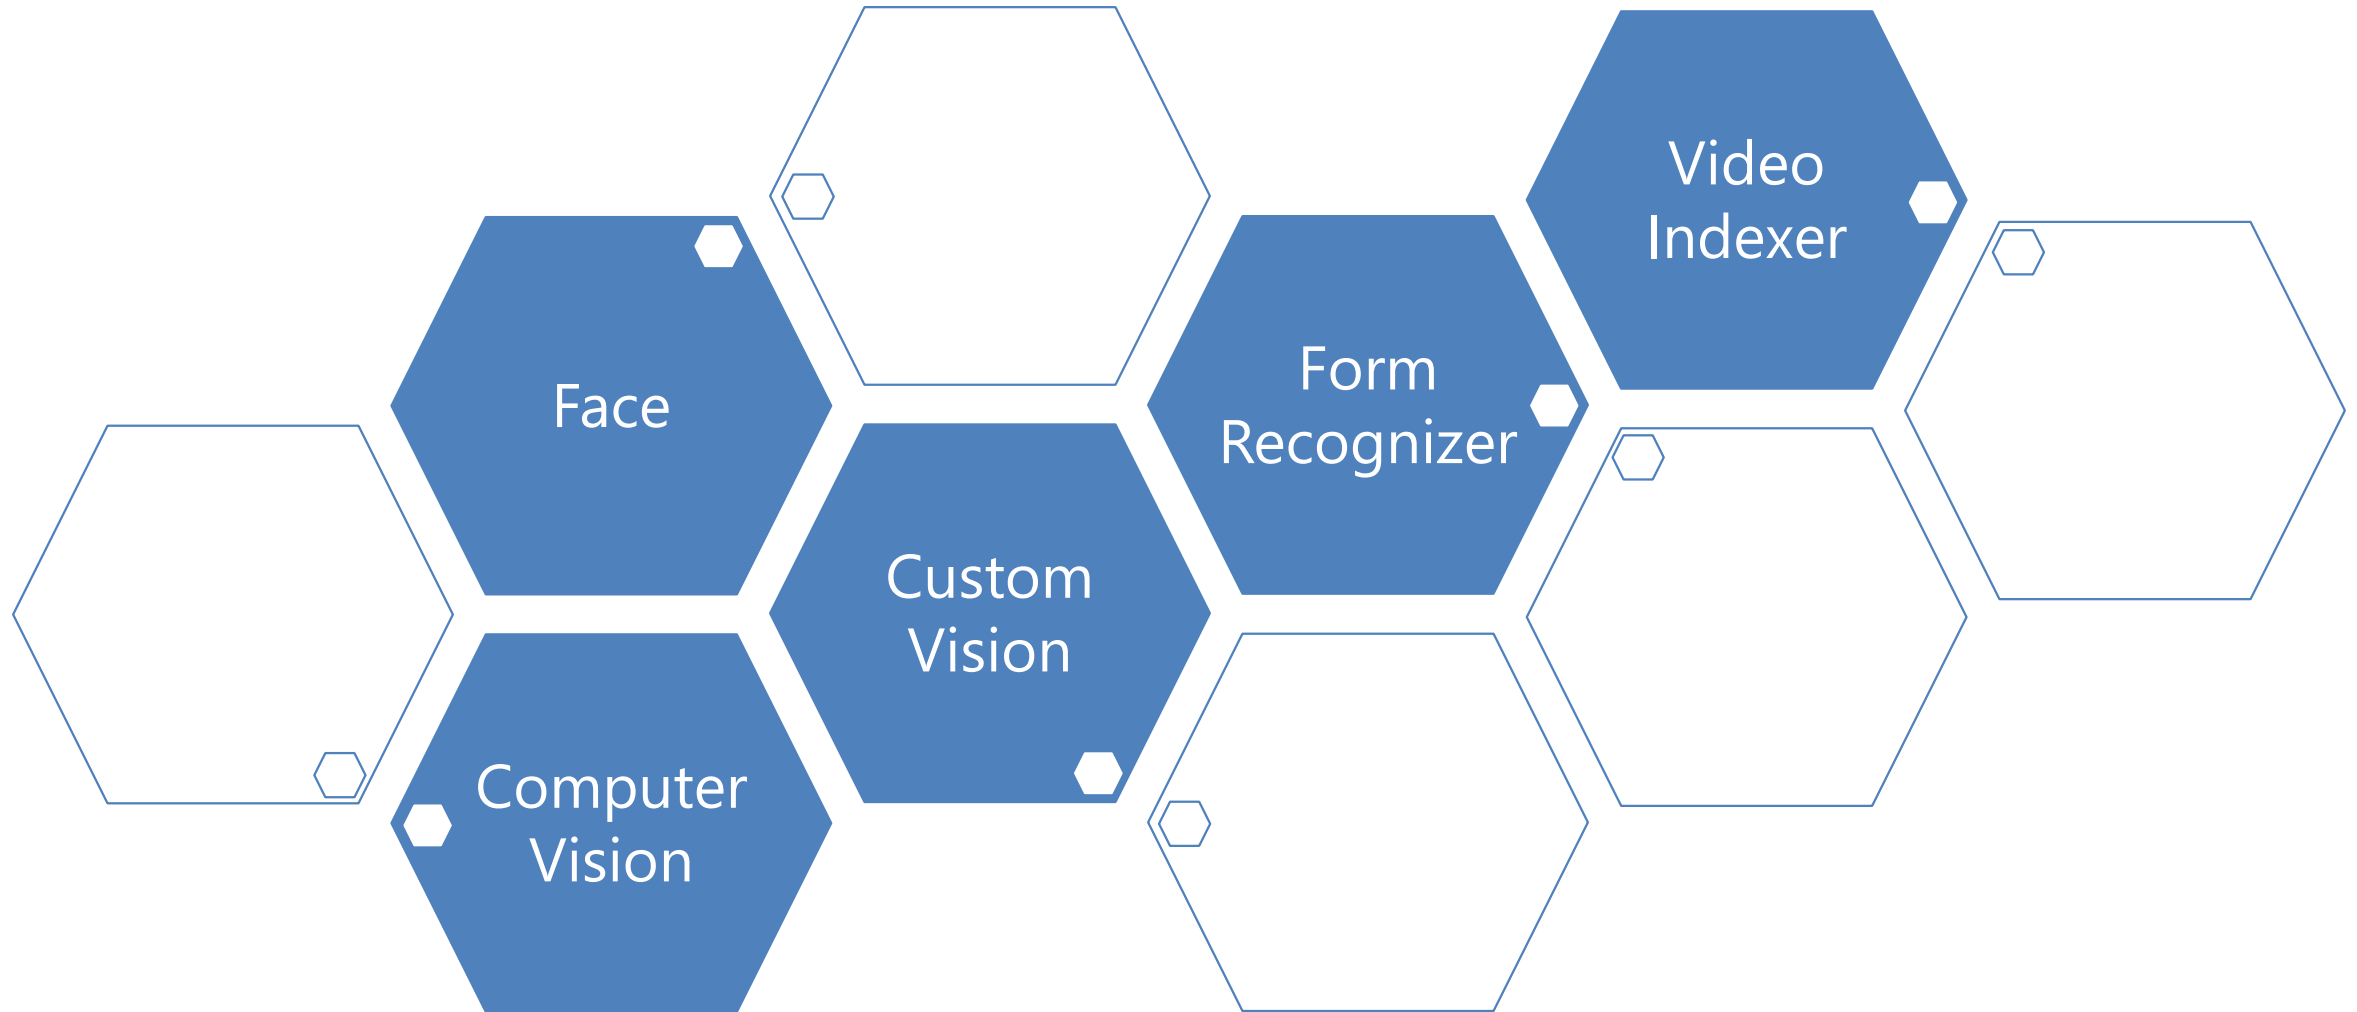 Video
Indexer
Form
Recognizer
Face
Custom
Vision
Computer
Vision